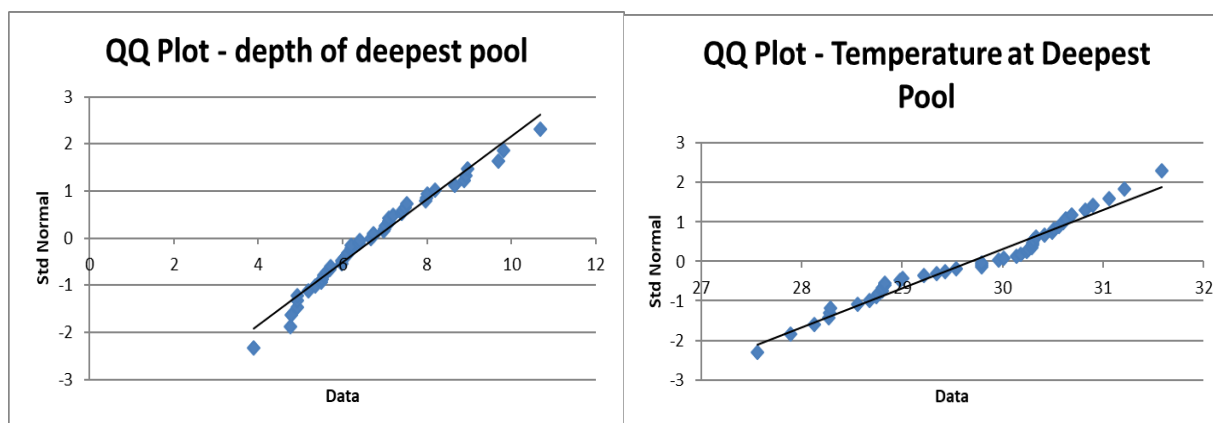 QQ Plot - depth of deepest pool
3
2
1
0
-1
-2
-3
0 2 4 6 8 10 12
Std Normal
Data
QQ Plot - Temperature at Deepest
Pool
3
2
1
0
-1
-2
-3
27 28 29 30 31 32
Std Normal
Data